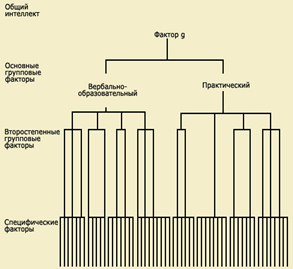 Общий
интеллект
Фактор g
Основные
групповые
факторы
Вербально-
образовательный
Практический
Второстепенные
групповые
факторы
Специфические
факторы